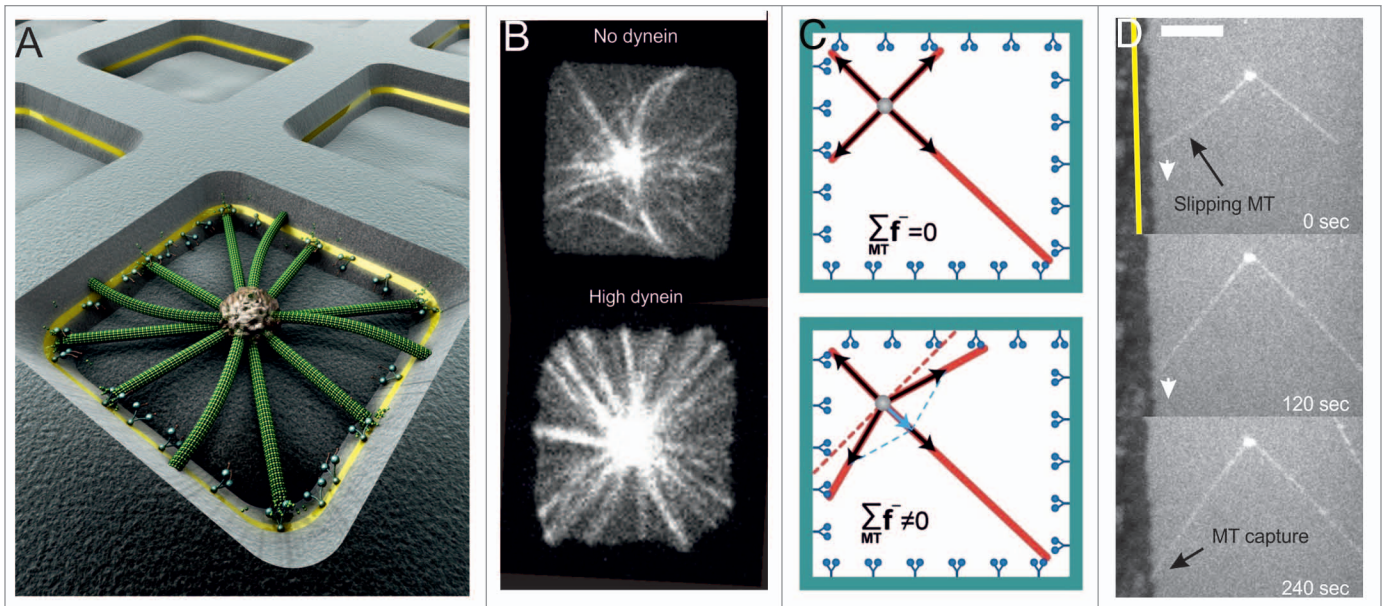 A
B
No dynein
High dynein
C
∑ f⁻ =0
MT
∑ f⁻ ≠0
MT
D
Slipping MT
0 sec
120 sec
MT capture
240 sec